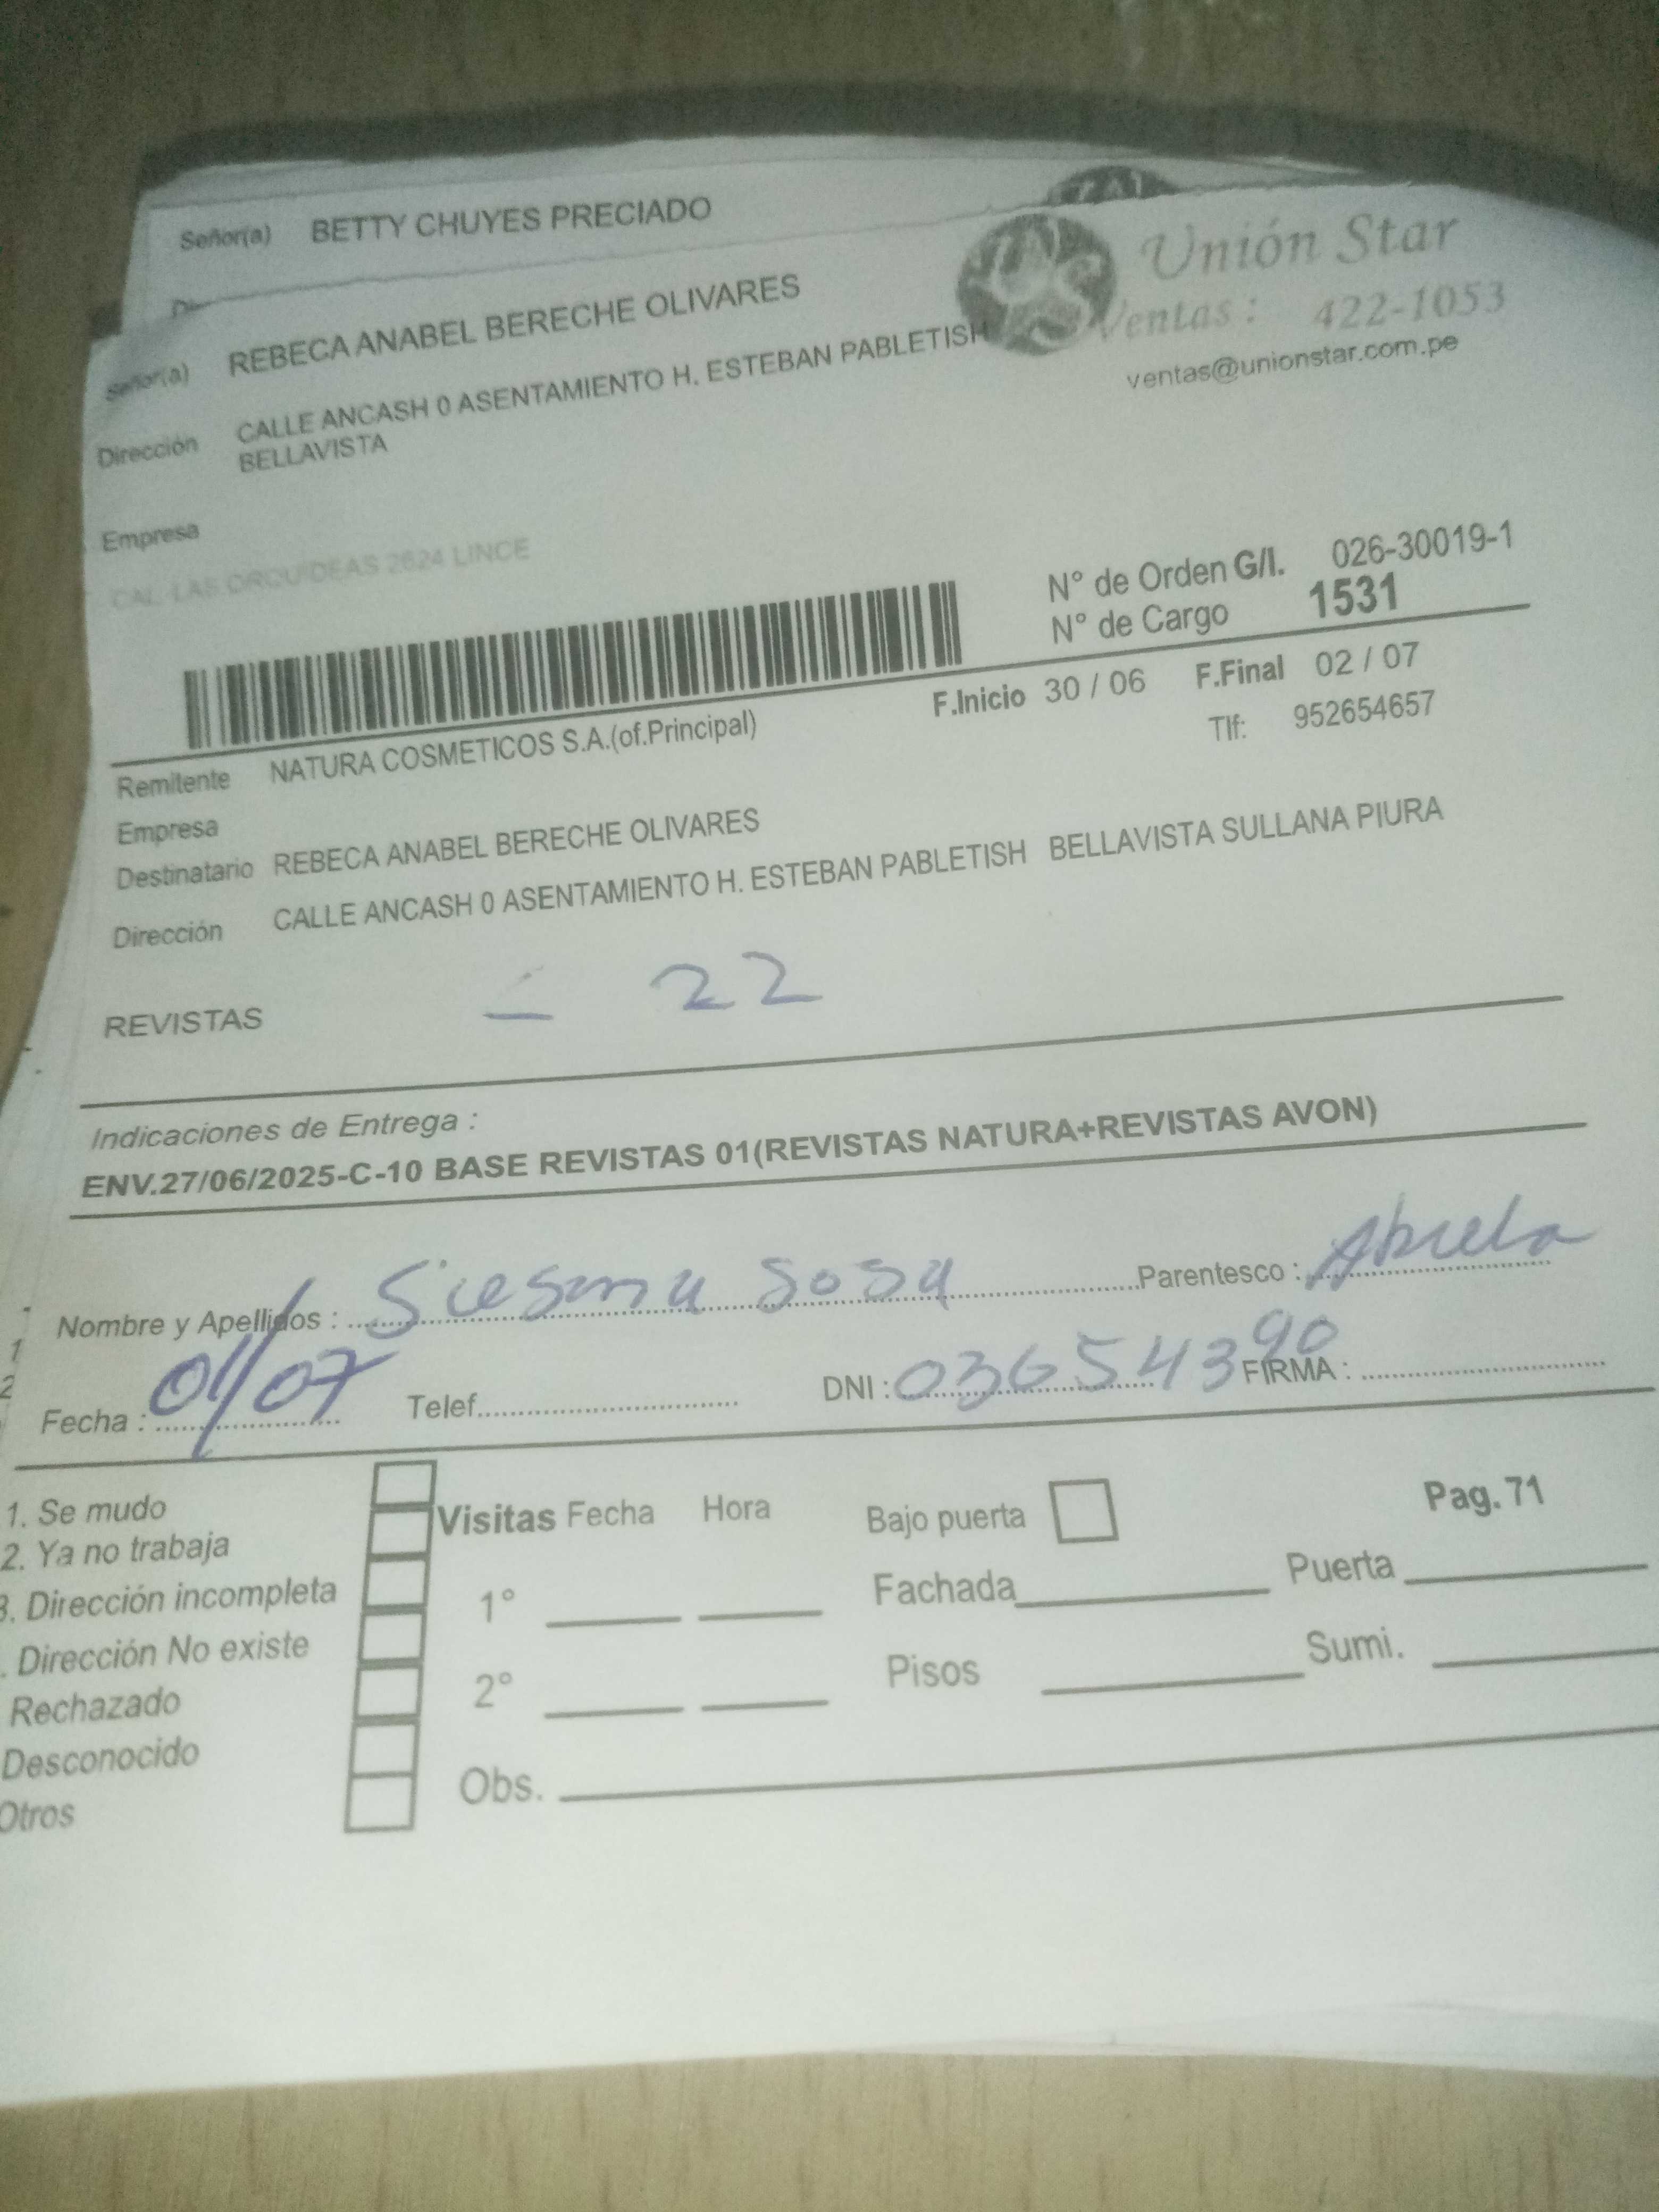 Señor(a) BETTY CHUYES PRECIADO
Señor(a) REBECA ANABEL BERECHE OLIVARES
Unión Star
Ventas : 422-1053
ventas@unionstar.com.pe
Dirección CALLE ANCASH 0 ASENTAMIENTO H. ESTEBAN PABLETISH
BELLAVISTA
Empresa
CAL. LAS ORQUIDEAS 2624 LINCE
N° de Orden G/I. 026-30019-1
N° de Cargo 1531
F.Inicio 30 / 06 F.Final 02 / 07
Remitente NATURA COSMETICOS S.A.(of.Principal) Tlf: 952654657
Empresa
Destinatario REBECA ANABEL BERECHE OLIVARES
Dirección CALLE ANCASH 0 ASENTAMIENTO H. ESTEBAN PABLETISH BELLAVISTA SULLANA PIURA
REVISTAS - 22
Indicaciones de Entrega :
ENV.27/06/2025-C-10 BASE REVISTAS 01(REVISTAS NATURA+REVISTAS AVON)
Nombre y Apellidos : Sosa Parentesco : Abuela
Fecha : 01/07 Telef. DNI : 03654390 FIRMA :
1. Se mudo
2. Ya no trabaja
3. Dirección incompleta
. Dirección No existe
Rechazado
Desconocido
Otros
Visitas Fecha Hora
1°
2°
Obs.
Bajo puerta
Pag. 71
Fachada Puerta
Pisos Sumi.